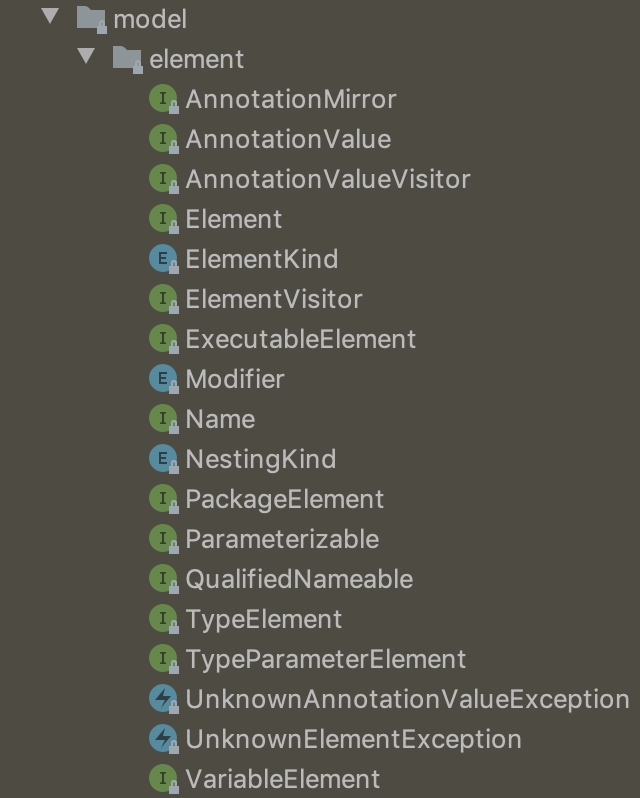 model
element
I AnnotationMirror
I AnnotationValue
I AnnotationValueVisitor
I Element
E ElementKind
I ElementVisitor
I ExecutableElement
E Modifier
I Name
E NestingKind
I PackageElement
I Parameterizable
I QualifiedNameable
I TypeElement
I TypeParameterElement
UnknownAnnotationValueException
UnknownElementException
I VariableElement